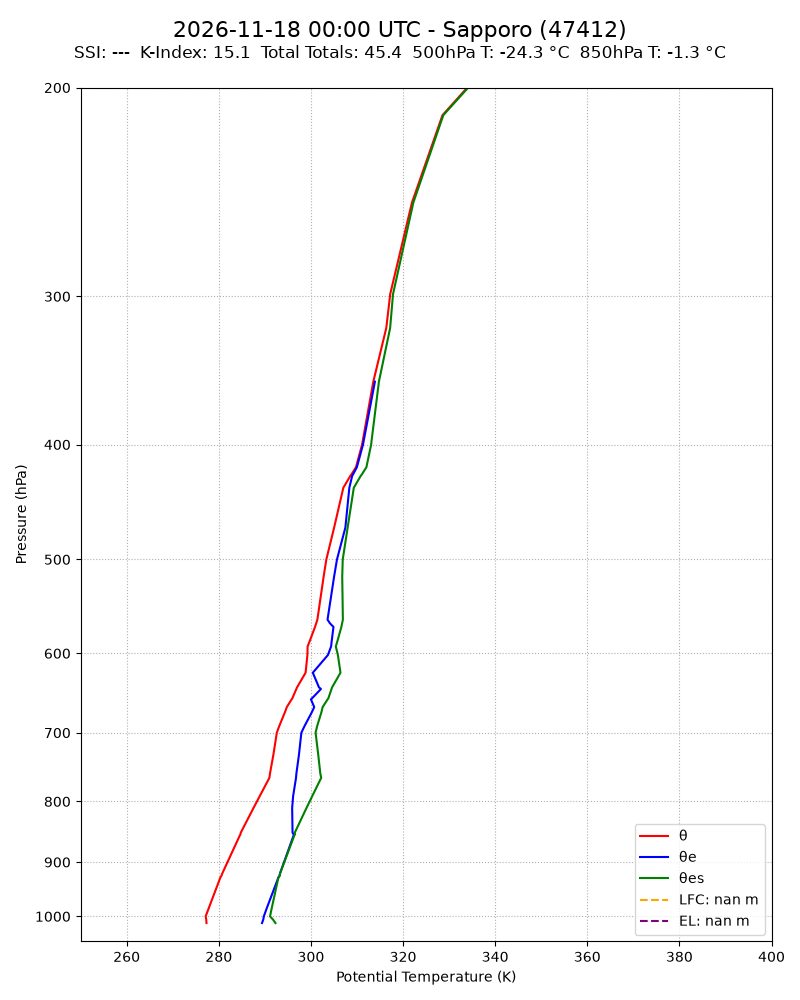 2026-11-18 00:00 UTC - Sapporo (47412)
SSI: ---  K-Index: 15.1  Total Totals: 45.4  500hPa T: -24.3 °C  850hPa T: -1.3 °C
200
300
400
500
600
700
800
900
1000
Pressure (hPa)
θ
θe
θes
LFC: nan m
EL: nan m
260 280 300 320 340 360 380 400
Potential Temperature (K)